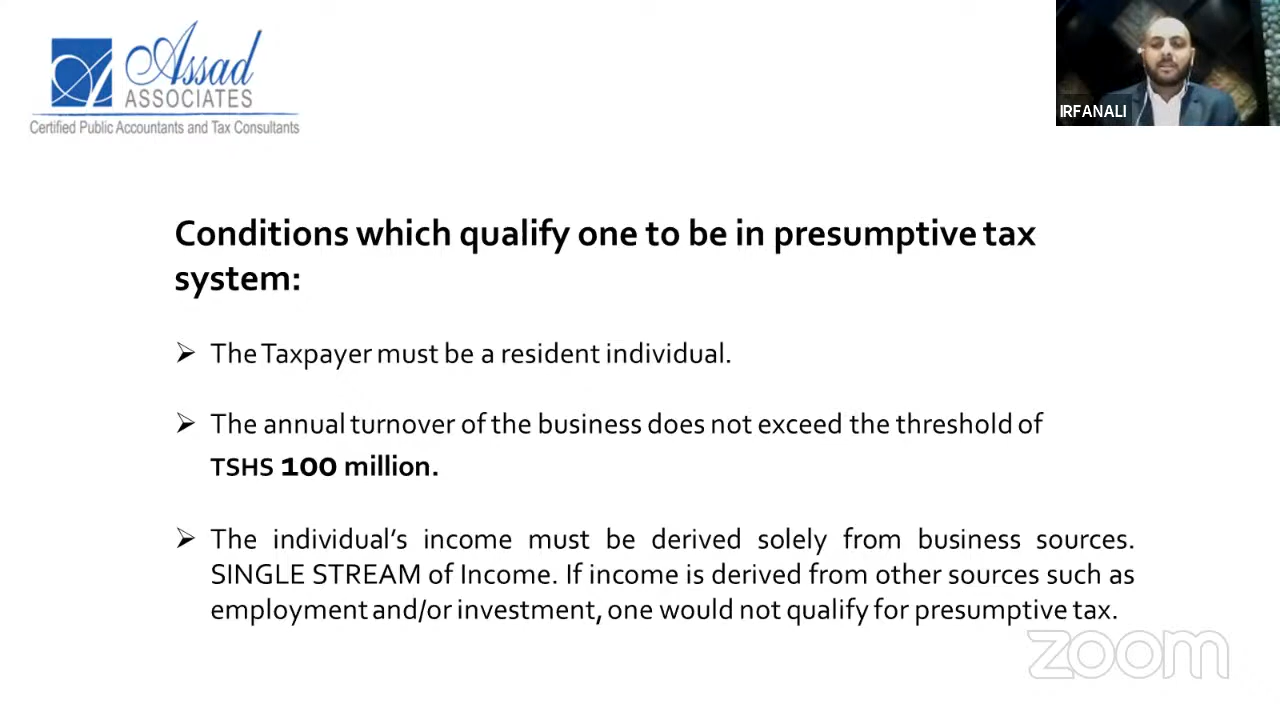 Assad
ASSOCIATES
Certified Public Accountants and Tax Consultants
IRFANALI
Conditions which qualify one to be in presumptive tax
system:
➢ The Taxpayer must be a resident individual.
➢ The annual turnover of the business does not exceed the threshold of
TSHS 100 million.
➢ The individual’s income must be derived solely from business sources.
SINGLE STREAM of Income. If income is derived from other sources such as
employment and/or investment, one would not qualify for presumptive tax.
zoom